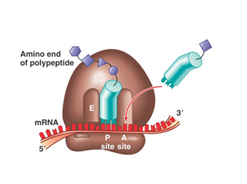 Amino end
of polypeptide
E
mRNA
3'
5'
P A
site site